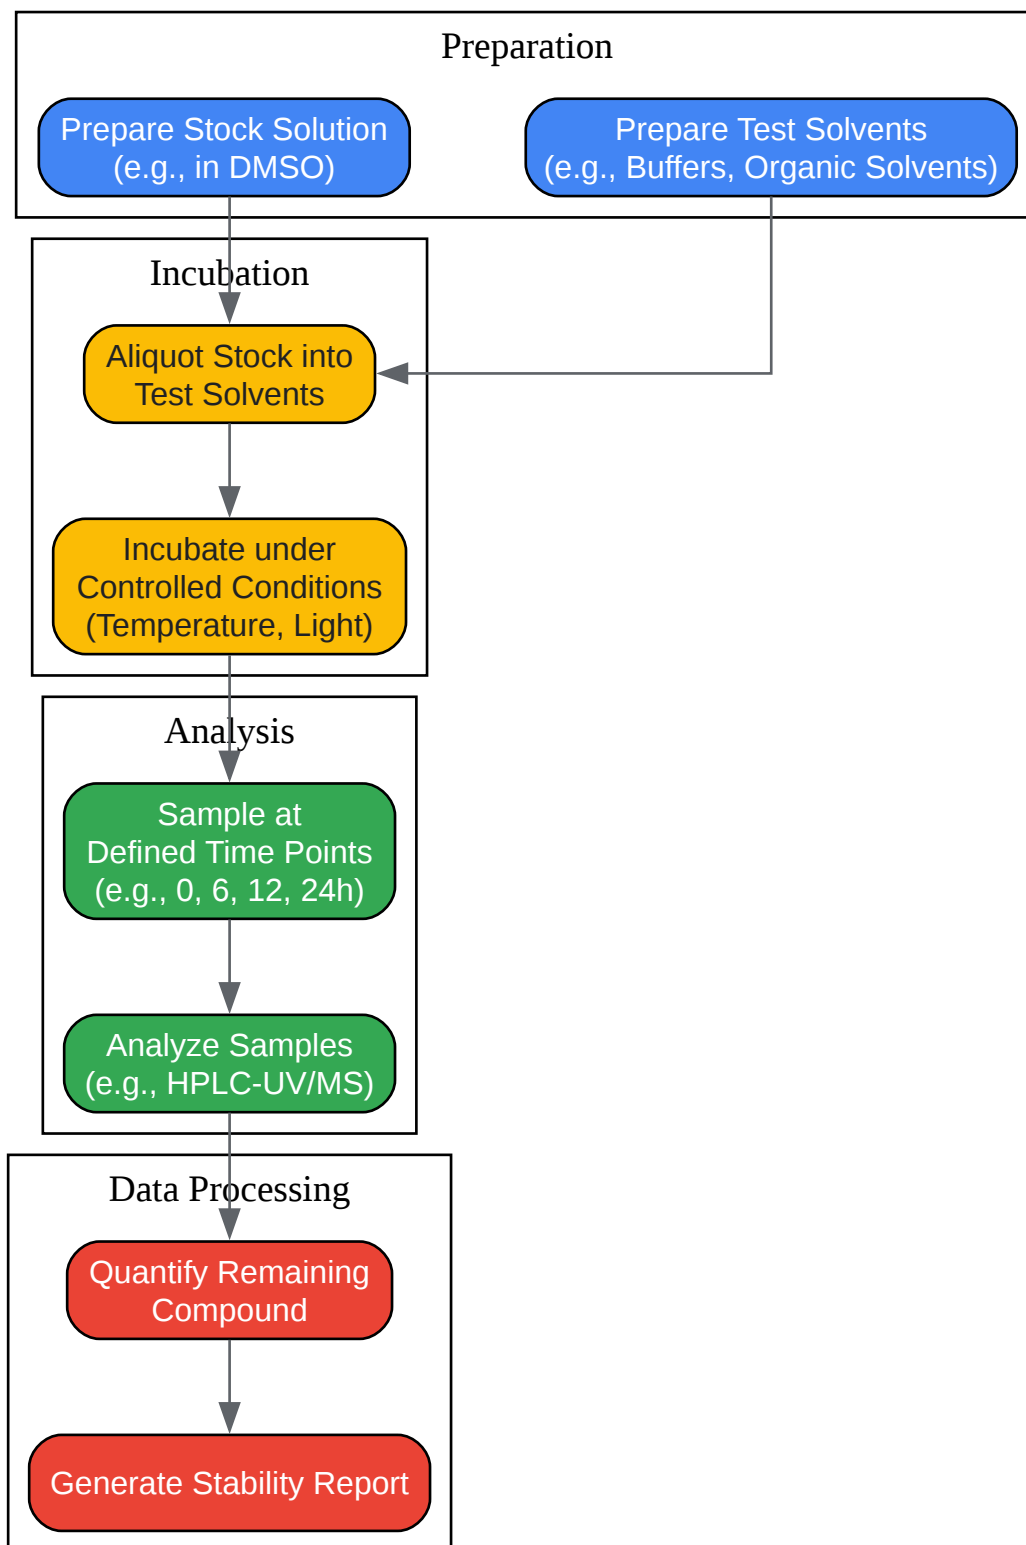 Preparation
Prepare Stock Solution
(e.g., in DMSO)
Prepare Test Solvents
(e.g., Buffers, Organic Solvents)
Incubation
Aliquot Stock into
Test Solvents
Incubate under
Controlled Conditions
(Temperature, Light)
Analysis
Sample at
Defined Time Points
(e.g., 0, 6, 12, 24h)
Analyze Samples
(e.g., HPLC-UV/MS)
Data Processing
Quantify Remaining
Compound
Generate Stability Report